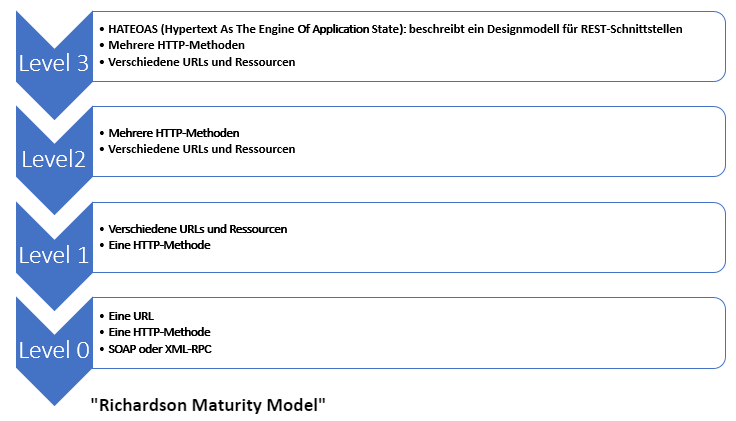 Level 3
• HATEOAS (Hypertext As The Engine Of Application State): beschreibt ein Designmodell für REST-Schnittstellen
• Mehrere HTTP-Methoden
• Verschiedene URLs und Ressourcen
Level2
• Mehrere HTTP-Methoden
• Verschiedene URLs und Ressourcen
Level 1
• Verschiedene URLs und Ressourcen
• Eine HTTP-Methode
Level 0
• Eine URL
• Eine HTTP-Methode
• SOAP oder XML-RPC
"Richardson Maturity Model"